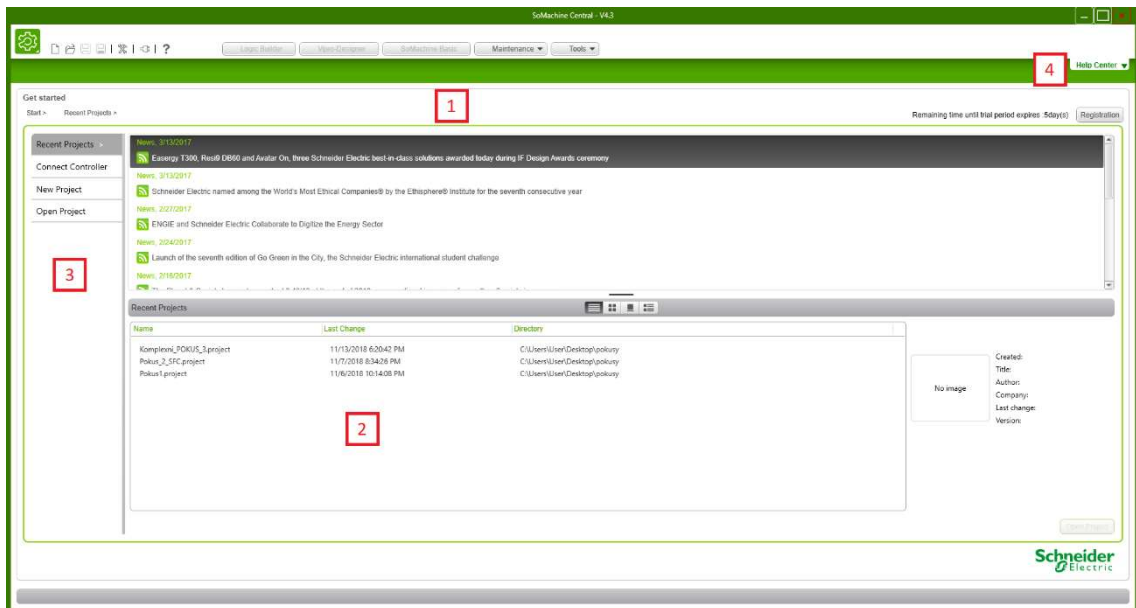 SoMachine Central - V4.3
?
Logic Builder
Vijeo-Designer
SoMachine Basic
Maintenance
Tools
4
Help Center
Get started
1
Start >
Recent Projects >
Remaining time until trial period expires :5day(s)
Registration
Recent Projects >
Connect Controller
New Project
Open Project
3
News, 3/13/2017
Easergy T300, Resi9 DB60 and Avatar On, three Schneider Electric best-in-class solutions awarded today during IF Design Awards ceremony
News, 3/13/2017
Schneider Electric named among the World's Most Ethical Companies® by the Ethisphere® Institute for the seventh consecutive year
News, 2/27/2017
ENGIE and Schneider Electric Collaborate to Digitize the Energy Sector
News, 2/24/2017
Launch of the seventh edition of Go Green in the City, the Schneider Electric international student challenge
News, 2/16/2017
Recent Projects
Name Last Change Directory
Komplexni_POKUS_3.project 11/13/2018 6:20:42 PM C:\Users\User\Desktop\pokusy
Pokus_2_SFC.project 11/7/2018 8:34:26 PM C:\Users\User\Desktop\pokusy
Pokus1.project 11/6/2018 10:14:08 PM C:\Users\User\Desktop\pokusy
2
No image
Created:
Title:
Author:
Company:
Last change:
Version:
Open Project
Schneider
Electric